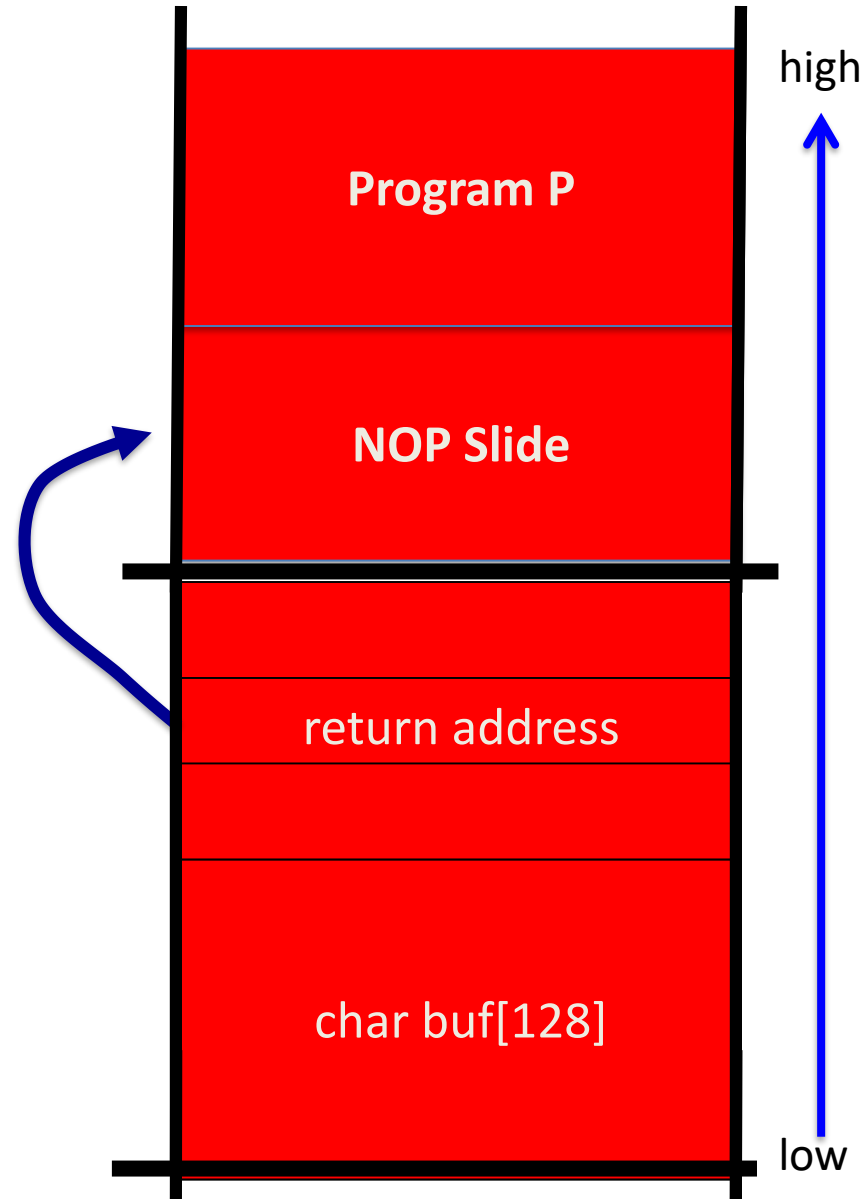 high
Program P
NOP Slide
return address
char buf[128]
low